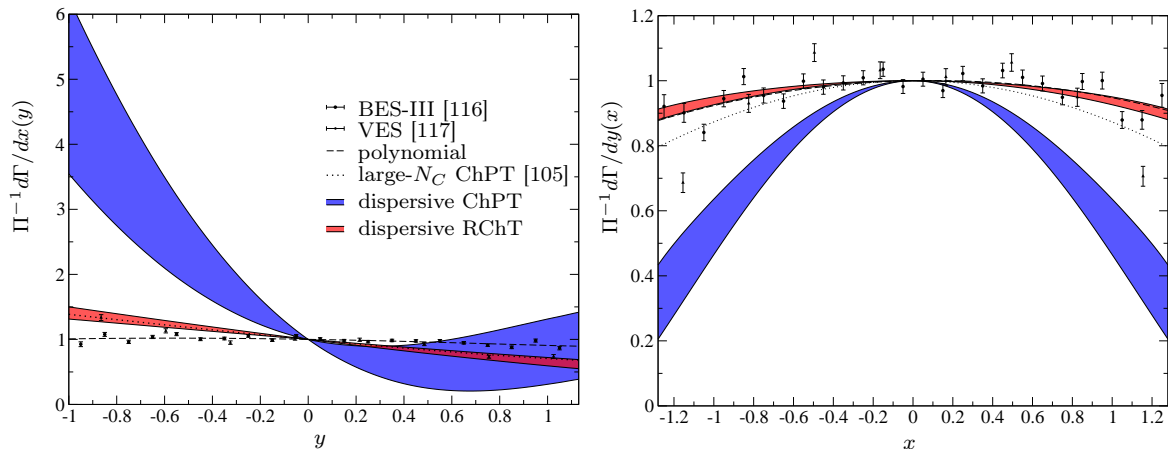 6
5
4
3
2
1
0
Π⁻¹dΓ/dx(y)
BES-III [116]
VES [117]
polynomial
large-N_C ChPT [105]
dispersive ChPT
dispersive RChT
-1 -0.8 -0.6 -0.4 -0.2 0 0.2 0.4 0.6 0.8 1
y
1.2
1.0
0.8
0.6
0.4
0.2
0
Π⁻¹dΓ/dy(x)
-1.2 -1 -0.8 -0.6 -0.4 -0.2 0 0.2 0.4 0.6 0.8 1 1.2
x